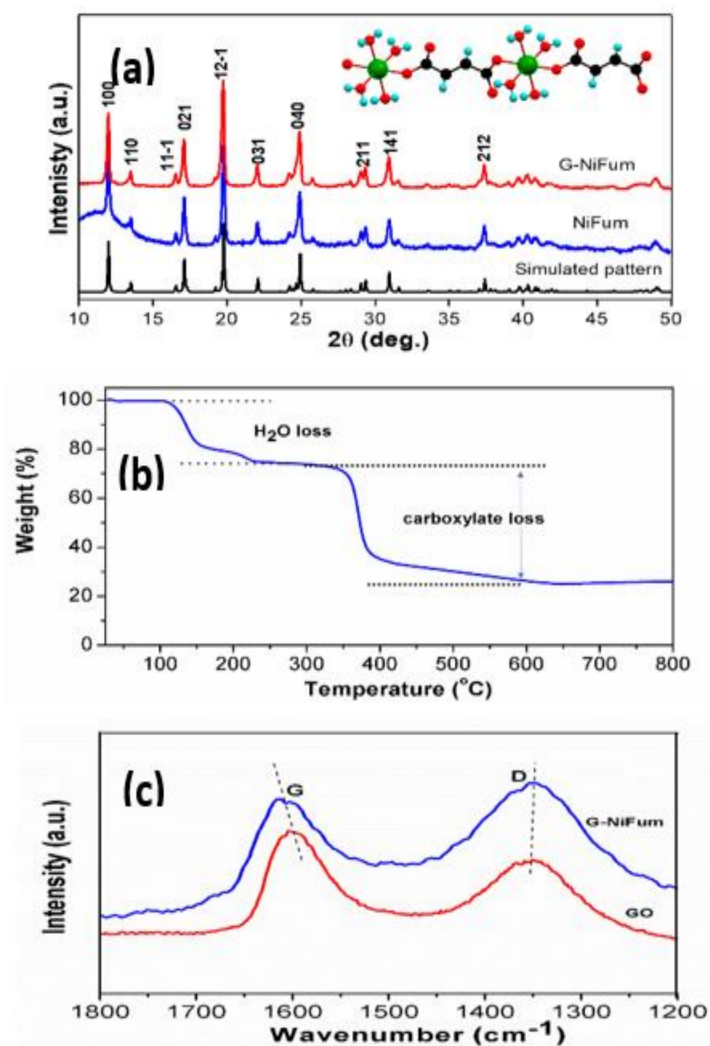 (a)
100
110
11-1
021
12-1
031
040
211
141
212
G-NiFum
NiFum
Simulated pattern
Intenisty (a.u.)
10 15 20 25 30 35 40 45 50
2θ (deg.)
(b)
100
80
60
40
20
0
H2O loss
carboxylate loss
Weight (%)
0 100 200 300 400 500 600 700 800
Temperature (°C)
(c)
G
D
G-NiFum
GO
Intensity (a.u.)
1800 1700 1600 1500 1400 1300 1200
Wavenumber (cm-1)